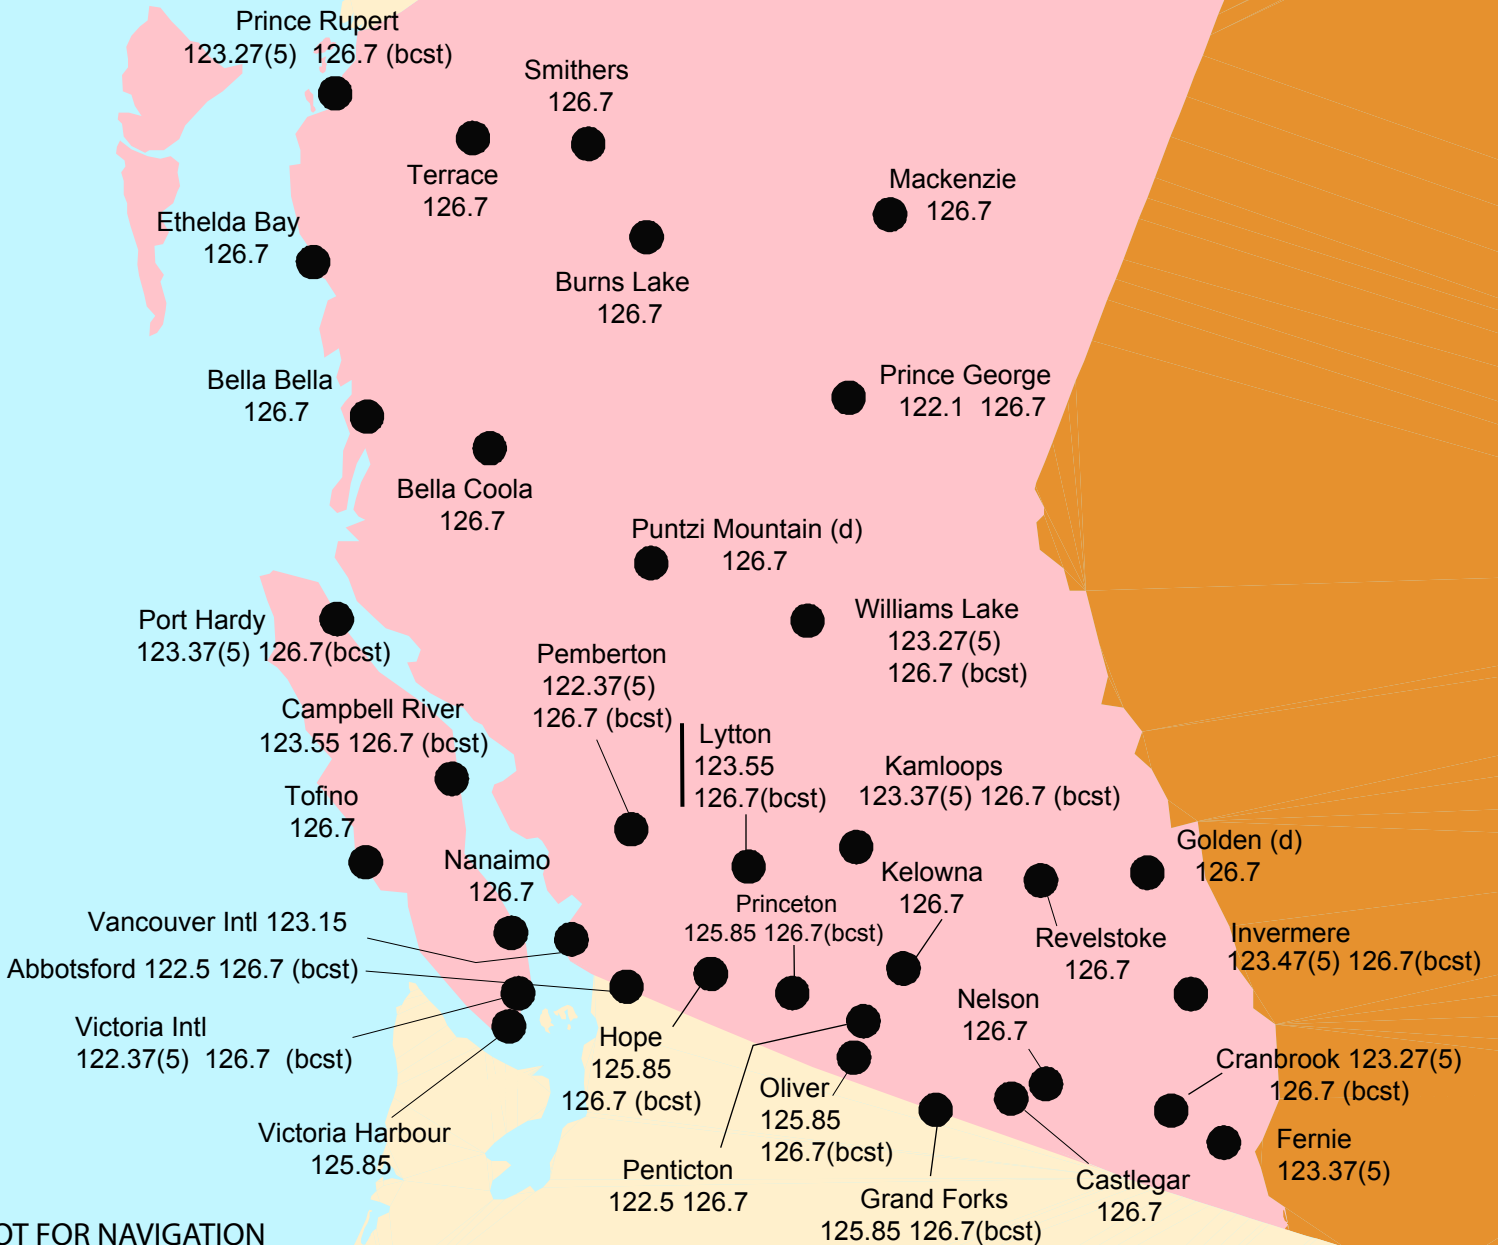 Prince Rupert
123.27(5) 126.7 (bcst)
Smithers
126.7
Terrace
126.7
Mackenzie
126.7
Ethelda Bay
126.7
Burns Lake
126.7
Bella Bella
126.7
Prince George
122.1 126.7
Bella Coola
126.7
Puntzi Mountain (d)
126.7
Port Hardy
123.37(5) 126.7(bcst)
Williams Lake
123.27(5)
126.7 (bcst)
Pemberton
122.37(5)
126.7 (bcst)
Campbell River
123.55 126.7 (bcst)
Lytton
123.55
126.7(bcst)
Kamloops
123.37(5) 126.7 (bcst)
Tofino
126.7
Nanaimo
126.7
Kelowna
126.7
Golden (d)
126.7
Princeton
125.85 126.7(bcst)
Vancouver Intl 123.15
Revelstoke
126.7
Invermere
123.47(5) 126.7(bcst)
Abbotsford 122.5 126.7 (bcst)
Nelson
126.7
Victoria Intl
122.37(5) 126.7 (bcst)
Hope
125.85
126.7 (bcst)
Cranbrook 123.27(5)
126.7 (bcst)
Oliver
125.85
126.7(bcst)
Victoria Harbour
125.85
Fernie
123.37(5)
Penticton
122.5 126.7
Castlegar
126.7
Grand Forks
125.85 126.7(bcst)
OT FOR NAVIGATION